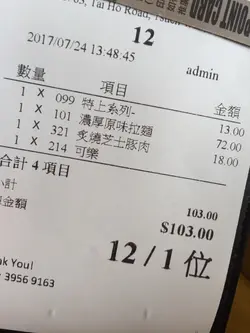 63, Tai Ho Road, Tsuen
12
2017/07/24 13:48:45
admin
數量 項目 金額
1 X 099 特上系列-
1 X 101 濃厚原味拉麵 13.00
1 X 321 炙燒芝士豚肉 72.00
1 X 214 可樂 18.00
合計 4 項目
小計 103.00
金額 $103.00
12 / 1 位
ak You!
3956 9163